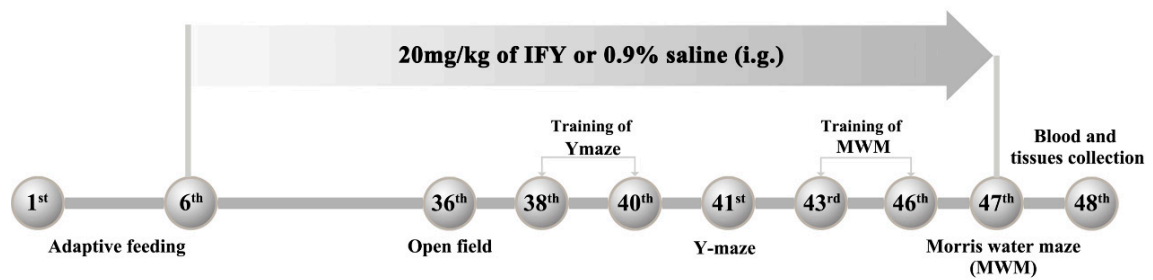 20mg/kg of IFY or 0.9% saline (i.g.)
Training of
Ymaze
Training of
MWM
Blood and
tissues collection
1st
6th
36th
38th
40th
41st
43rd
46th
47th
48th
Adaptive feeding
Open field
Y-maze
Morris water maze
(MWM)